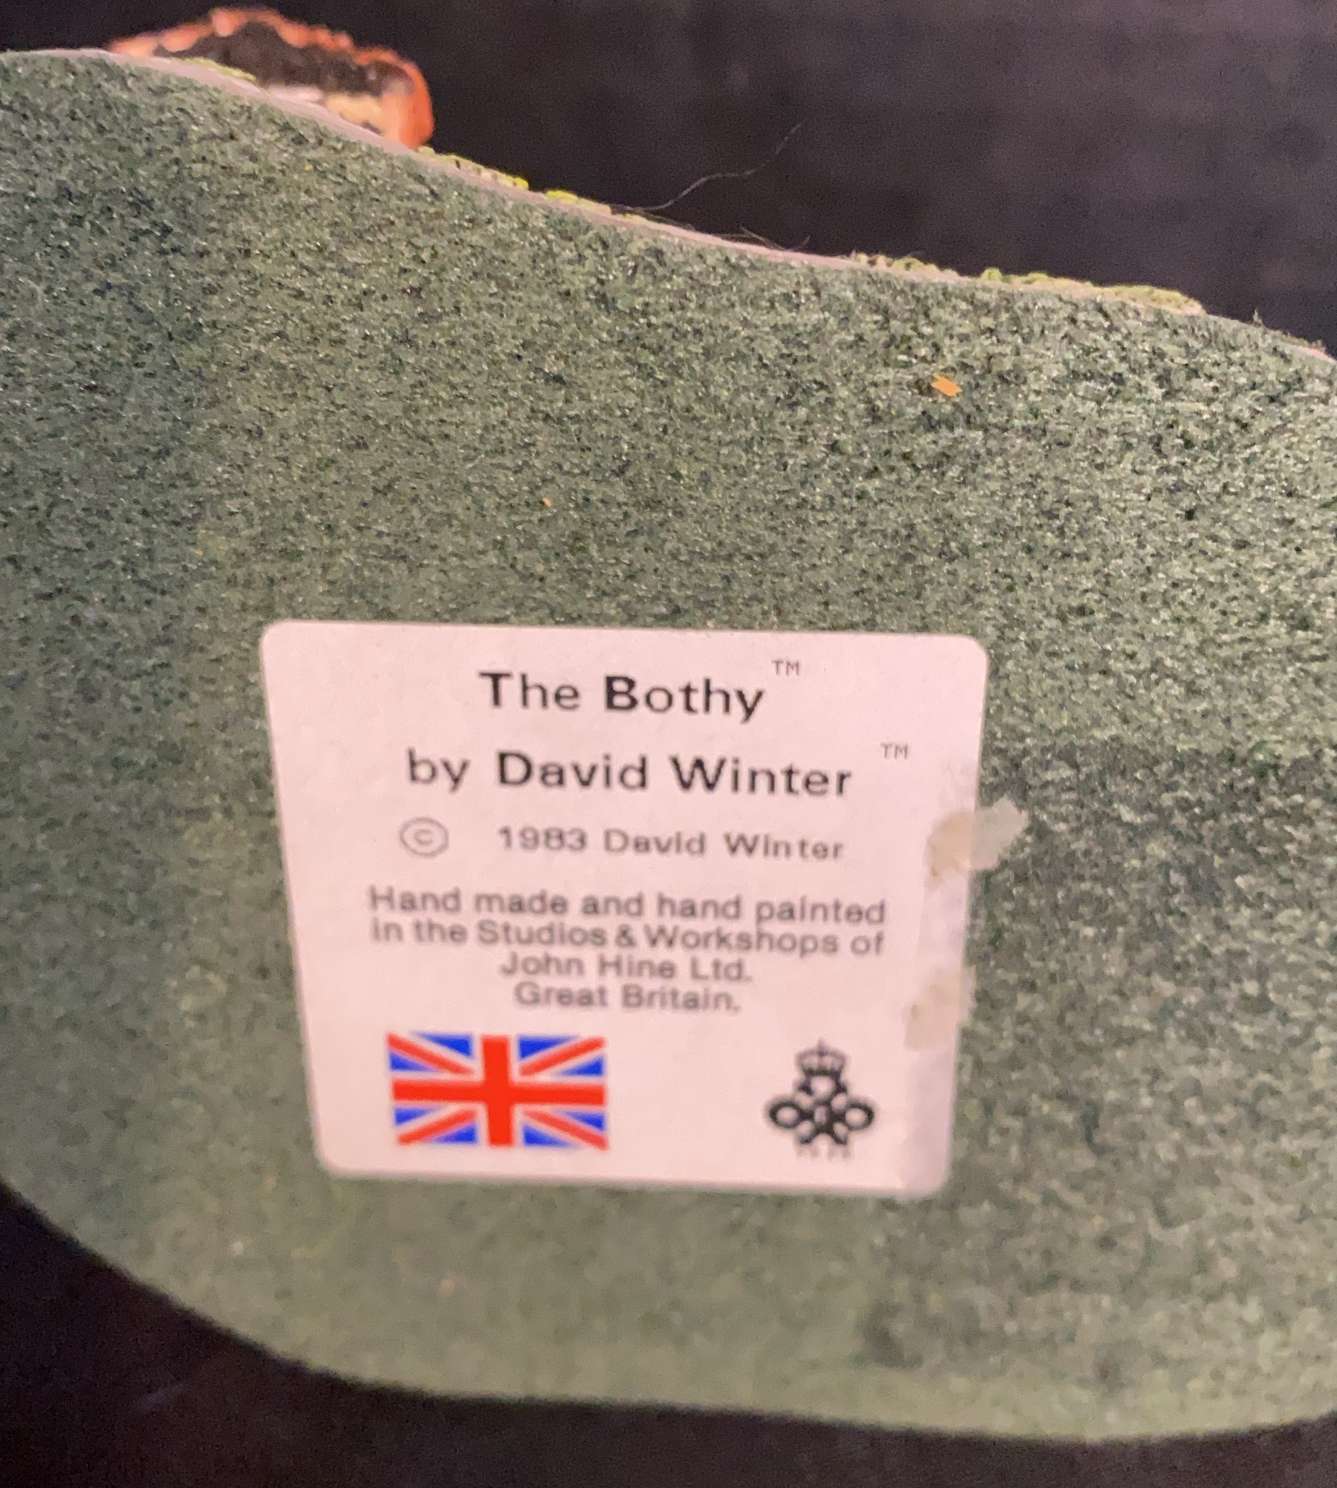 The Bothy™
by David Winter™
© 1983 David Winter
Hand made and hand painted
in the Studios & Workshops of
John Hine Ltd.
Great Britain.